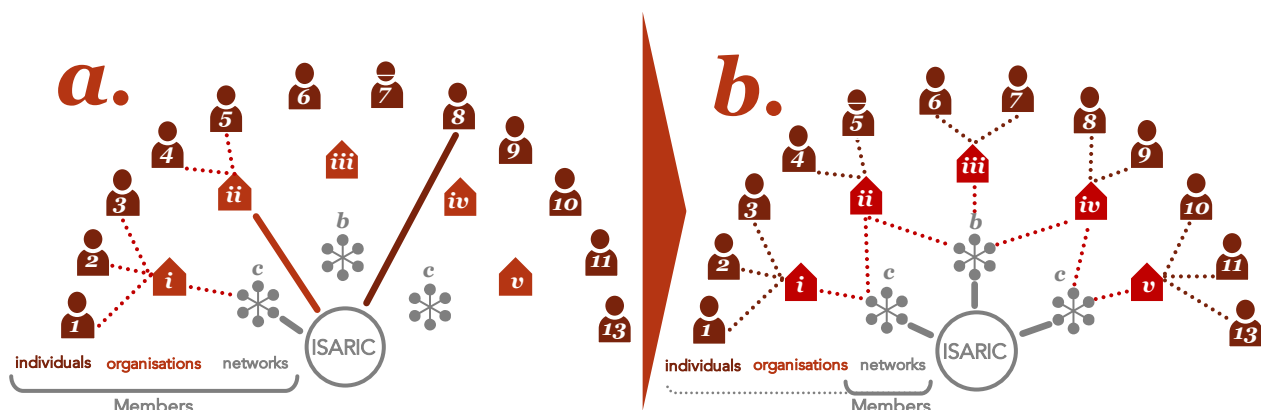 a.
6
7
5
8
4
9
iii
3
ii
iv
10
b
2
c
c
11
i
v
1
13
ISARIC
individuals organisations networks
Members
b.
6
7
5
8
4
9
iii
3
ii
iv
10
b
2
c
c
11
i
v
1
13
ISARIC
individuals organisations networks
Members